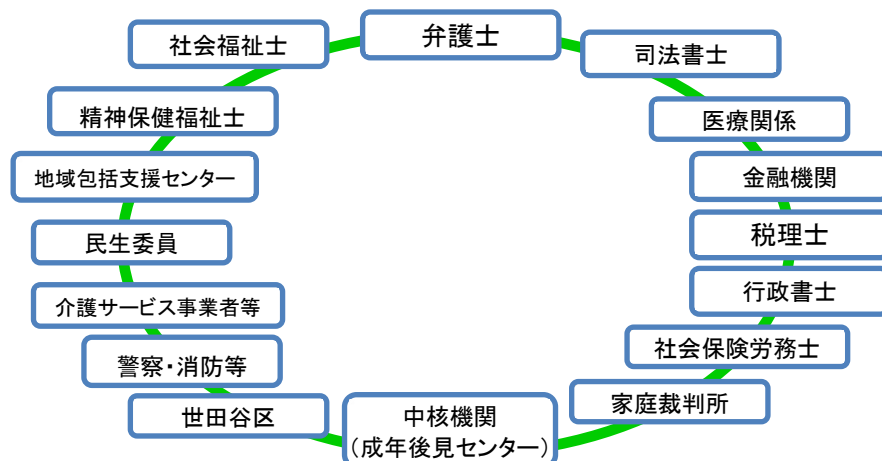 弁護士
社会福祉士
司法書士
精神保健福祉士
医療関係
地域包括支援センター
金融機関
民生委員
税理士
介護サービス事業者等
行政書士
警察・消防等
社会保険労務士
世田谷区
中核機関
（成年後見センター）
家庭裁判所